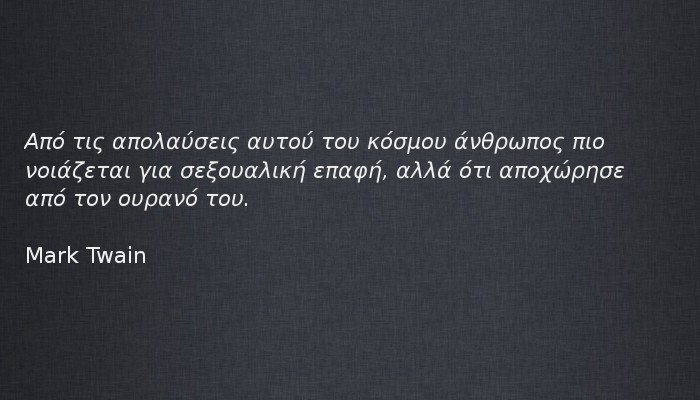 Από τις απολαύσεις αυτού του κόσμου άνθρωπος πιο
νοιάζεται για σεξουαλική επαφή, αλλά ότι αποχώρησε
από τον ουρανό του.
Mark Twain